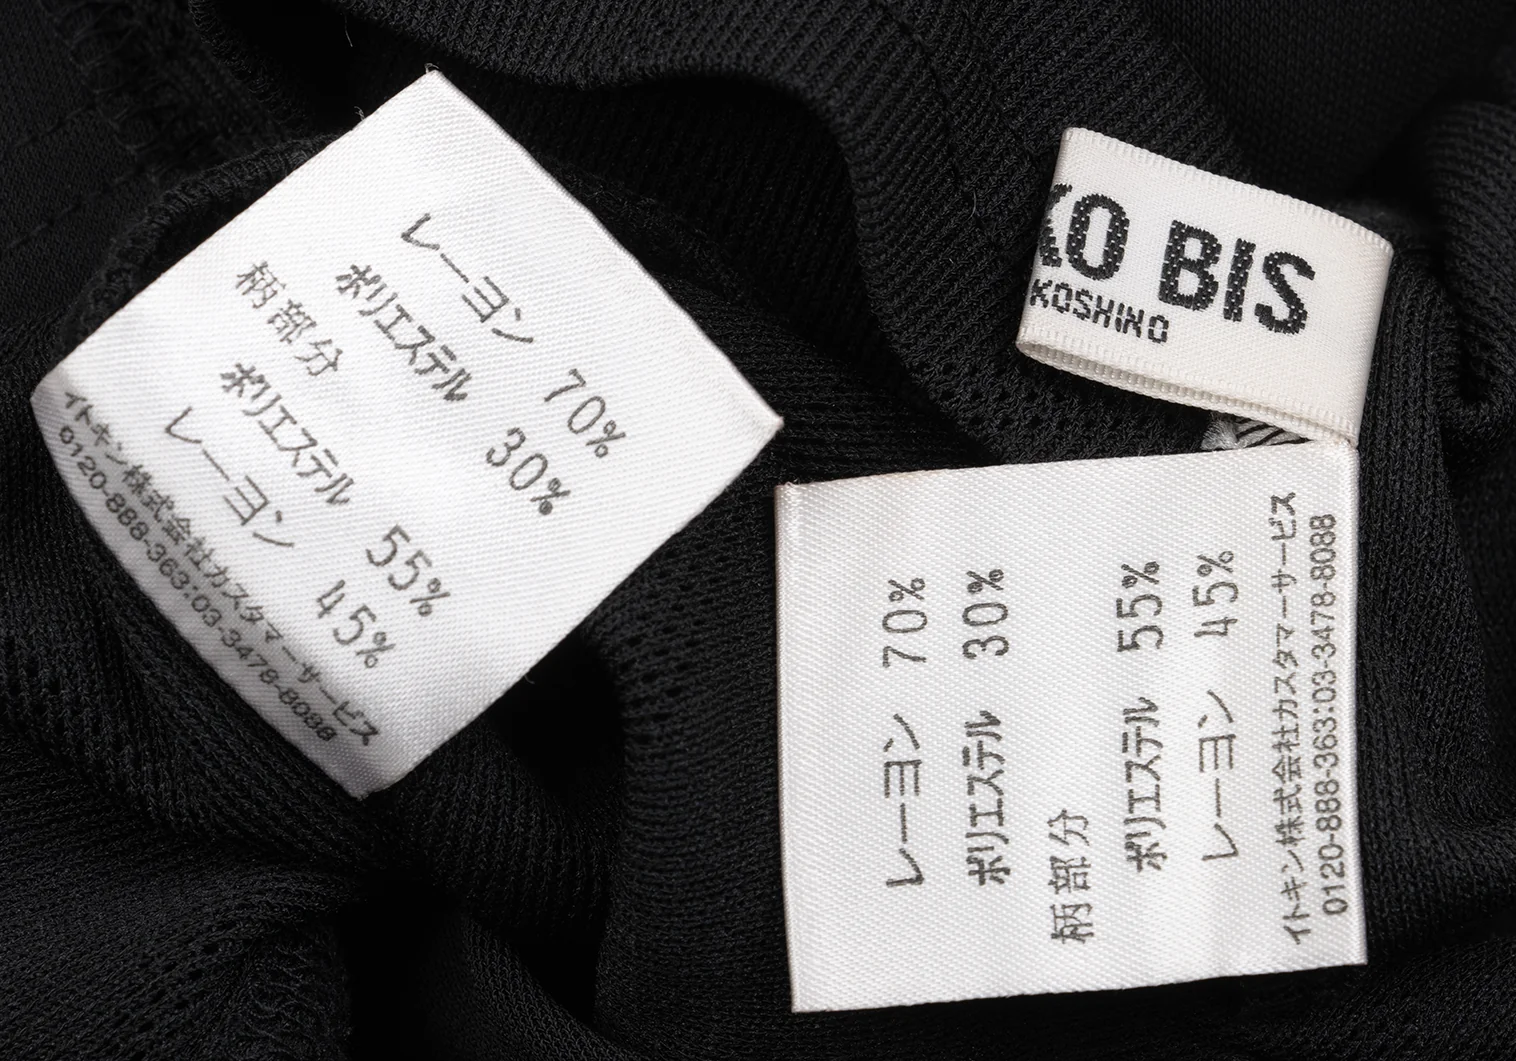 レーヨン 70%
ポリエステル 30%
柄部分
ポリエステル 55%
レーヨン 45%
イトキン株式会社カスタマーサービス
0120-888-363:03-3478-8088
KO BIS
KOSHINO
レーヨン 70%
ポリエステル 30%
柄部分
ポリエステル 55%
レーヨン 45%
イトキン株式会社カスタマーサービス
0120-888-363:03-3478-8088